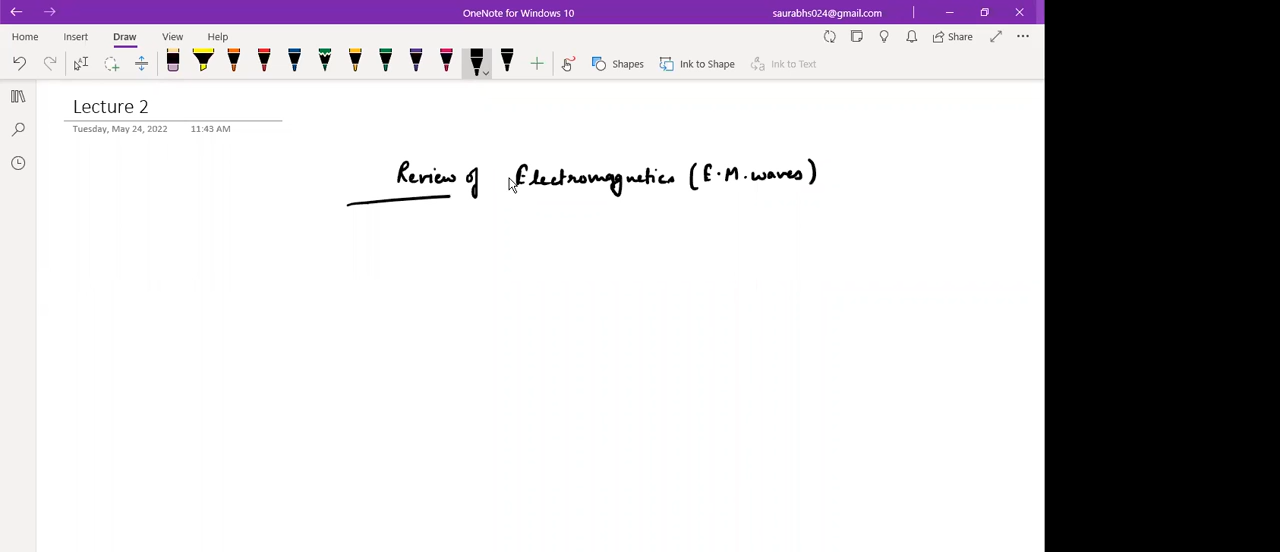 OneNote for Windows 10
saurabhs024@gmail.com
Home Insert Draw View Help
Share
Shapes Ink to Shape Ink to Text
Lecture 2
Tuesday, May 24, 2022 11:43 AM
Review of Electromagnetics (E.M.waves)